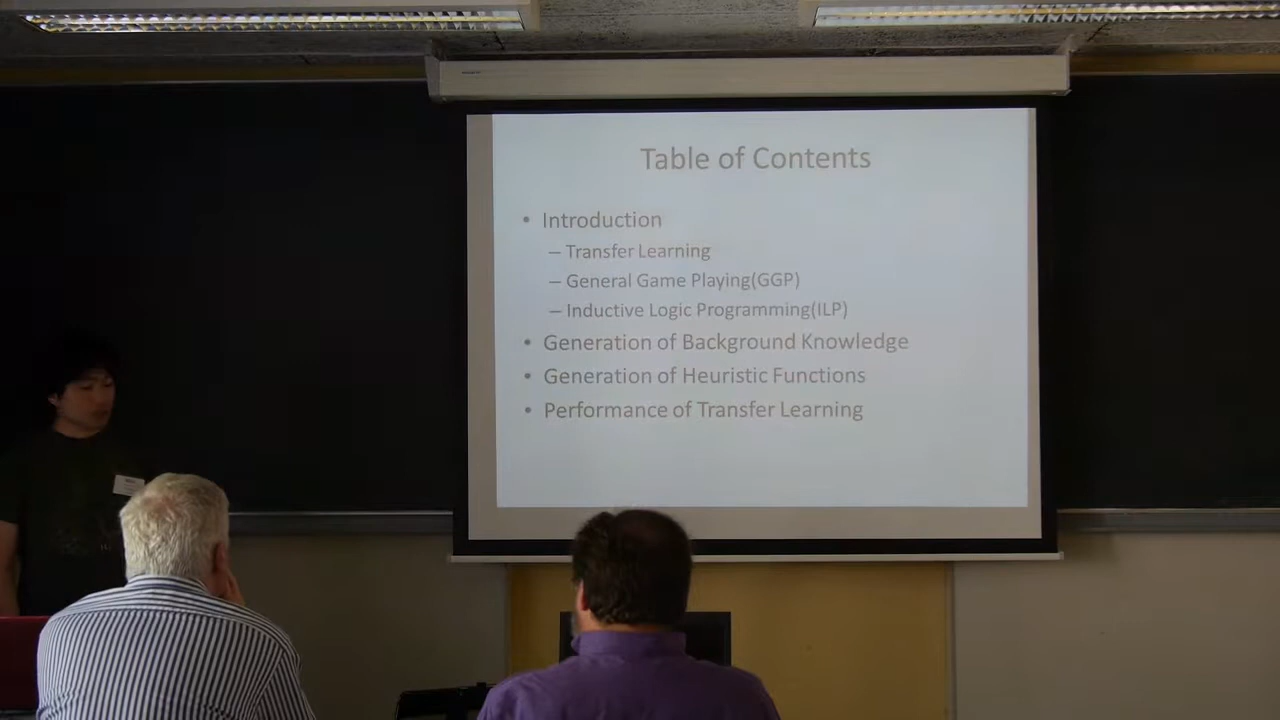 Table of Contents
• Introduction
– Transfer Learning
– General Game Playing(GGP)
– Inductive Logic Programming(ILP)
• Generation of Background Knowledge
• Generation of Heuristic Functions
• Performance of Transfer Learning